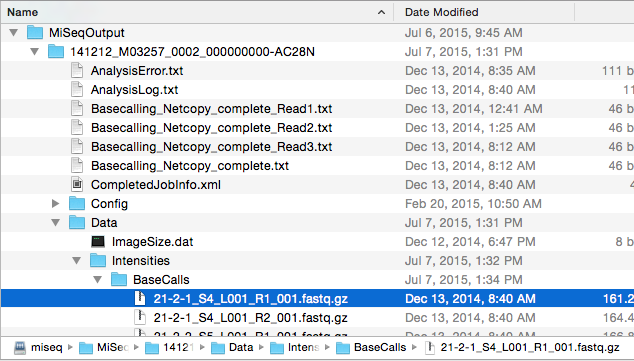 Name Date Modified
MiSeqOutput Jul 6, 2015, 9:45 AM
141212_M03257_0002_000000000-AC28N Jul 7, 2015, 1:31 PM
AnalysisError.txt Dec 13, 2014, 8:35 AM 111 b
AnalysisLog.txt Dec 13, 2014, 8:40 AM 11
Basecalling_Netcopy_complete_Read1.txt Dec 13, 2014, 12:41 AM 46 b
Basecalling_Netcopy_complete_Read2.txt Dec 13, 2014, 1:25 AM 46 b
Basecalling_Netcopy_complete_Read3.txt Dec 13, 2014, 8:12 AM 46 b
Basecalling_Netcopy_complete.txt Dec 13, 2014, 8:12 AM 46 b
CompletedJobInfo.xml Dec 13, 2014, 8:40 AM
Config Feb 20, 2015, 10:50 AM
Data Jul 7, 2015, 1:31 PM
ImageSize.dat Dec 12, 2014, 6:47 PM 8 b
Intensities Jul 7, 2015, 1:32 PM
BaseCalls Jul 7, 2015, 1:34 PM
21-2-1_S4_L001_R1_001.fastq.gz Dec 13, 2014, 8:40 AM 161.2
21-2-1_S4_L001_R2_001.fastq.gz Dec 13, 2014, 8:40 AM 164.4
miseq MiSe 14121 Data Intens BaseCalls 21-2-1_S4_L001_R1_001.fastq.gz